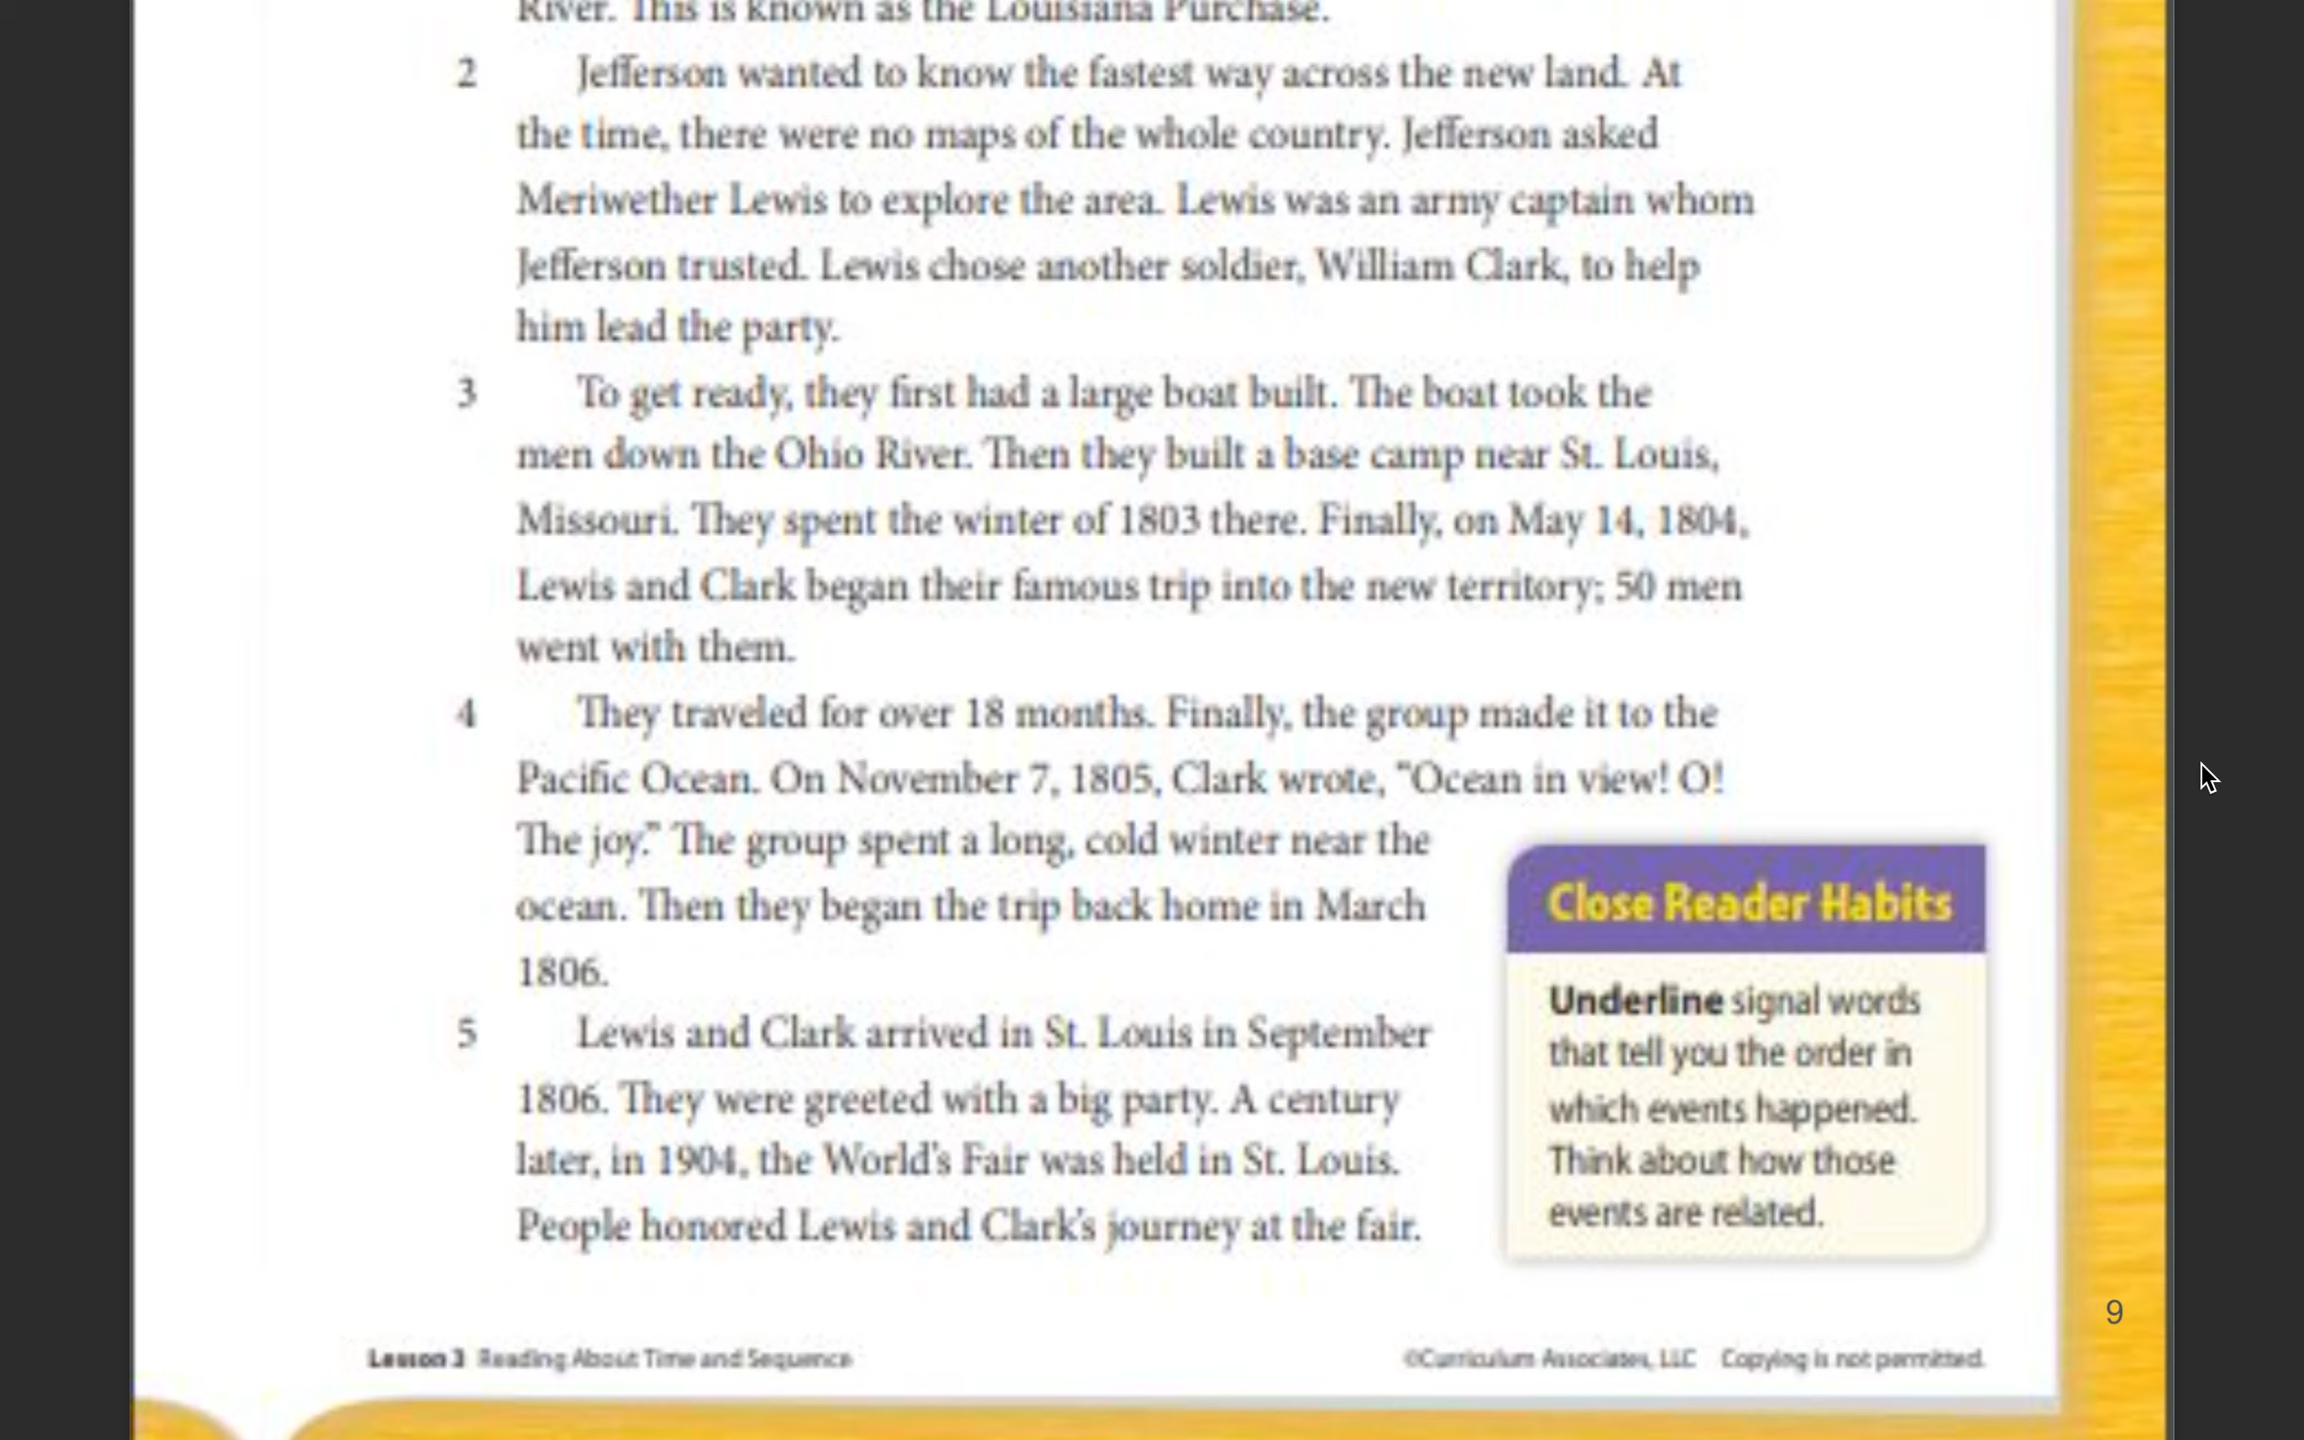 River. This is known as the Louisiana Purchase.
2 Jefferson wanted to know the fastest way across the new land. At
the time, there were no maps of the whole country. Jefferson asked
Meriwether Lewis to explore the area. Lewis was an army captain whom
Jefferson trusted. Lewis chose another soldier, William Clark, to help
him lead the party.
3 To get ready, they first had a large boat built. The boat took the
men down the Ohio River. Then they built a base camp near St. Louis,
Missouri. They spent the winter of 1803 there. Finally, on May 14, 1804,
Lewis and Clark began their famous trip into the new territory; 50 men
went with them.
4 They traveled for over 18 months. Finally, the group made it to the
Pacific Ocean. On November 7, 1805, Clark wrote, “Ocean in view! O!
The joy.” The group spent a long, cold winter near the
ocean. Then they began the trip back home in March
1806.
5 Lewis and Clark arrived in St. Louis in September
1806. They were greeted with a big party. A century
later, in 1904, the World’s Fair was held in St. Louis.
People honored Lewis and Clark’s journey at the fair.
Close Reader Habits
Underline signal words
that tell you the order in
which events happened.
Think about how those
events are related.
9
Lesson 3 Reading About Time and Sequence
©Curriculum Associates, LLC Copying is not permitted.